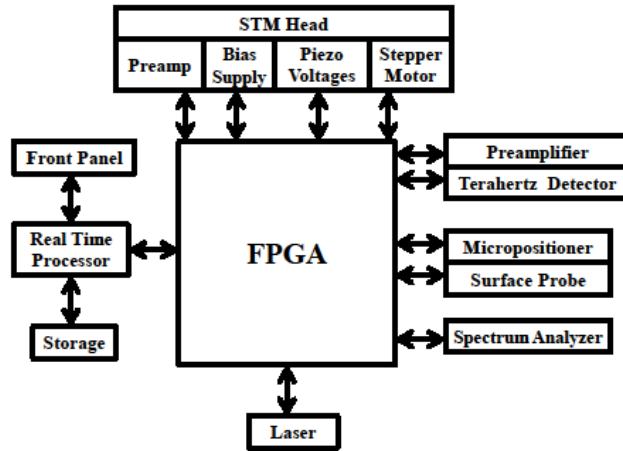 STM Head
Preamp
Bias
Supply
Piezo
Voltages
Stepper
Motor
Front Panel
Real Time
Processor
Storage
FPGA
Preamplifier
Terahertz Detector
Micropositioner
Surface Probe
Spectrum Analyzer
Laser